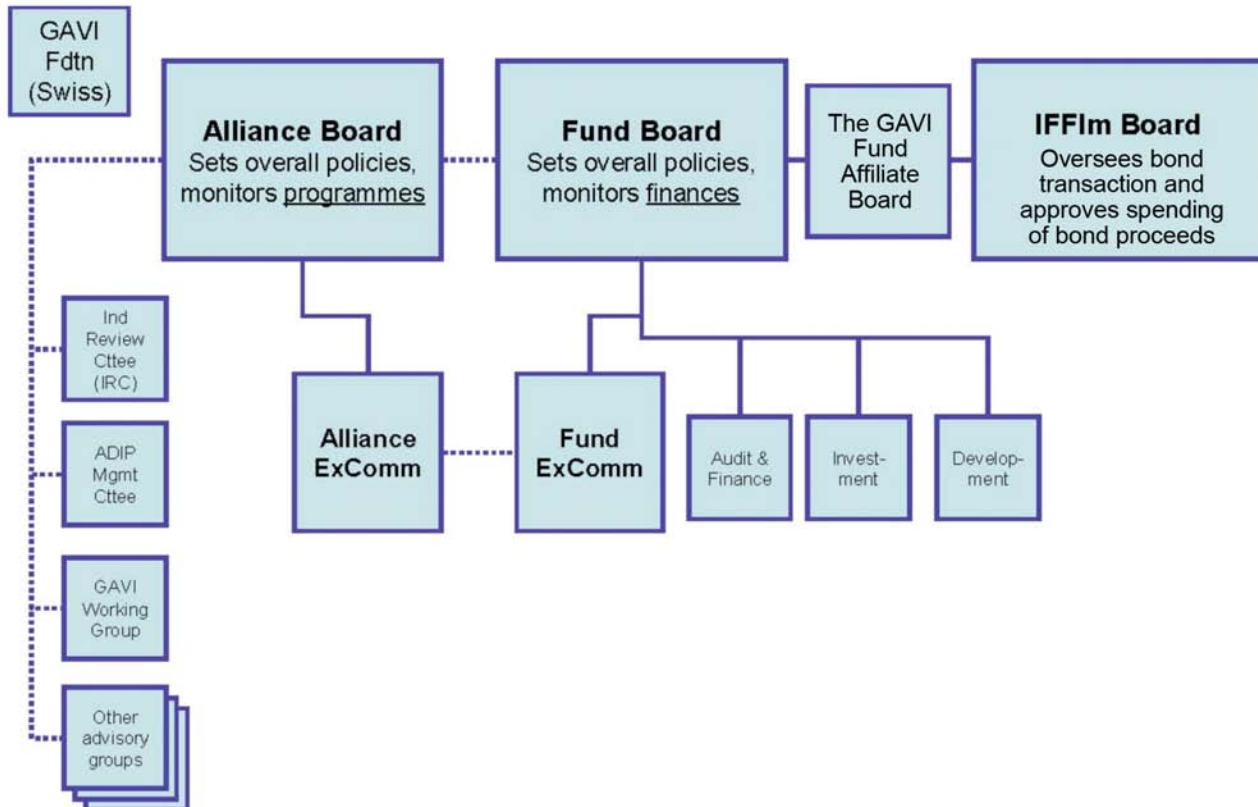 GAVI
Fdtn
(Swiss)
Alliance Board
Sets overall policies,
monitors programmes
Fund Board
Sets overall policies,
monitors finances
The GAVI
Fund
Affiliate
Board
IFFIm Board
Oversees bond
transaction and
approves spending
of bond proceeds
Ind
Review
Cttee
(IRC)
ADIP
Mgmt
Cttee
GAVI
Working
Group
Other
advisory
groups
Alliance
ExComm
Fund
ExComm
Audit &
Finance
Invest-
ment
Develop-
ment